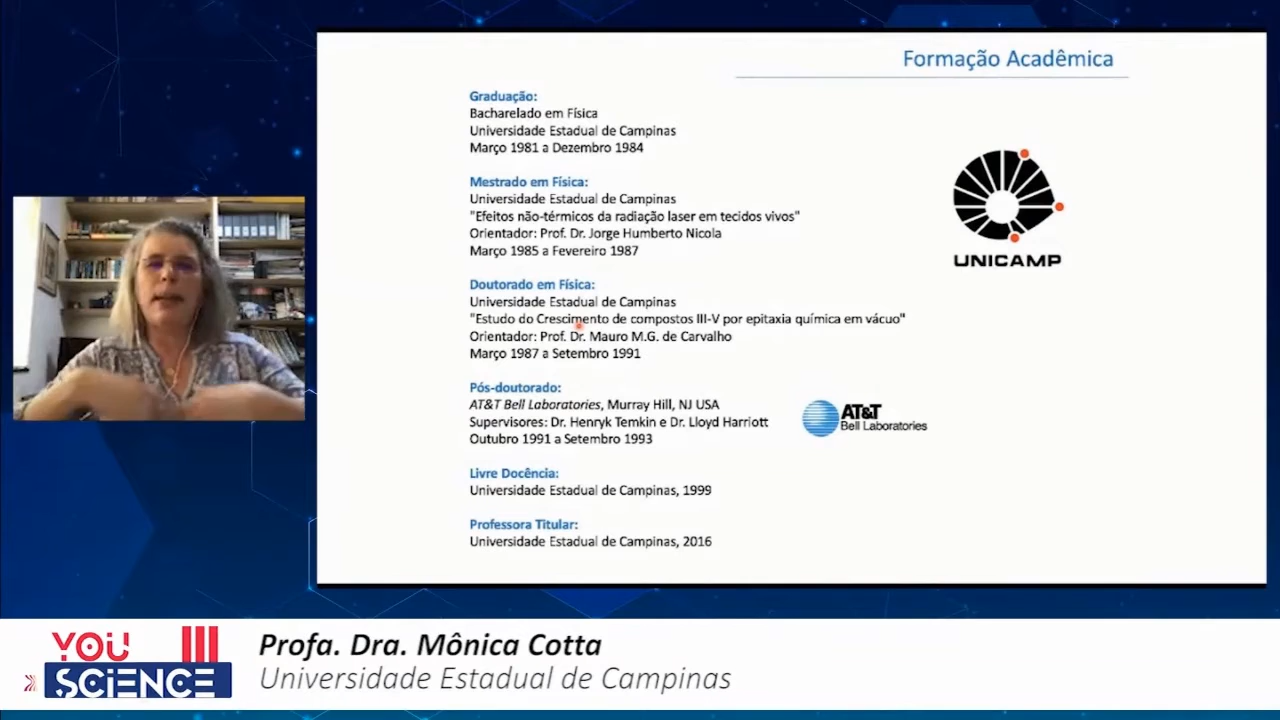 Formação Acadêmica
Graduação:
Bacharelado em Física
Universidade Estadual de Campinas
Março 1981 a Dezembro 1984
Mestrado em Física:
Universidade Estadual de Campinas
"Efeitos não-térmicos da radiação laser em tecidos vivos"
Orientador: Prof. Dr. Jorge Humberto Nicola
Março 1985 a Fevereiro 1987
UNICAMP
Doutorado em Física:
Universidade Estadual de Campinas
"Estudo do Crescimento de compostos III-V por epitaxia química em vácuo"
Orientador: Prof. Dr. Mauro M.G. de Carvalho
Março 1987 a Setembro 1991
Pós-doutorado:
AT&T Bell Laboratories, Murray Hill, NJ USA
Supervisores: Dr. Henryk Temkin e Dr. Lloyd Harriott
Outubro 1991 a Setembro 1993
AT&T
Bell Laboratories
Livre Docência:
Universidade Estadual de Campinas, 1999
Professora Titular:
Universidade Estadual de Campinas, 2016
YOU III
SCiENCE
Profa. Dra. Mônica Cotta
Universidade Estadual de Campinas